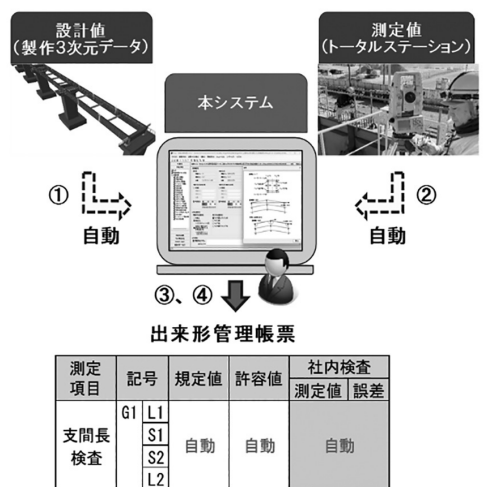 設計値
(製作3次元データ)
測定値
(トータルステーション)
本システム
①
自動
②
自動
③、④
出来形管理帳票
測定
項目
記号
規定値
許容値
社内検査
測定値
誤差
支間長
検査
G1
L1
S1
S2
L2
自動
自動
自動